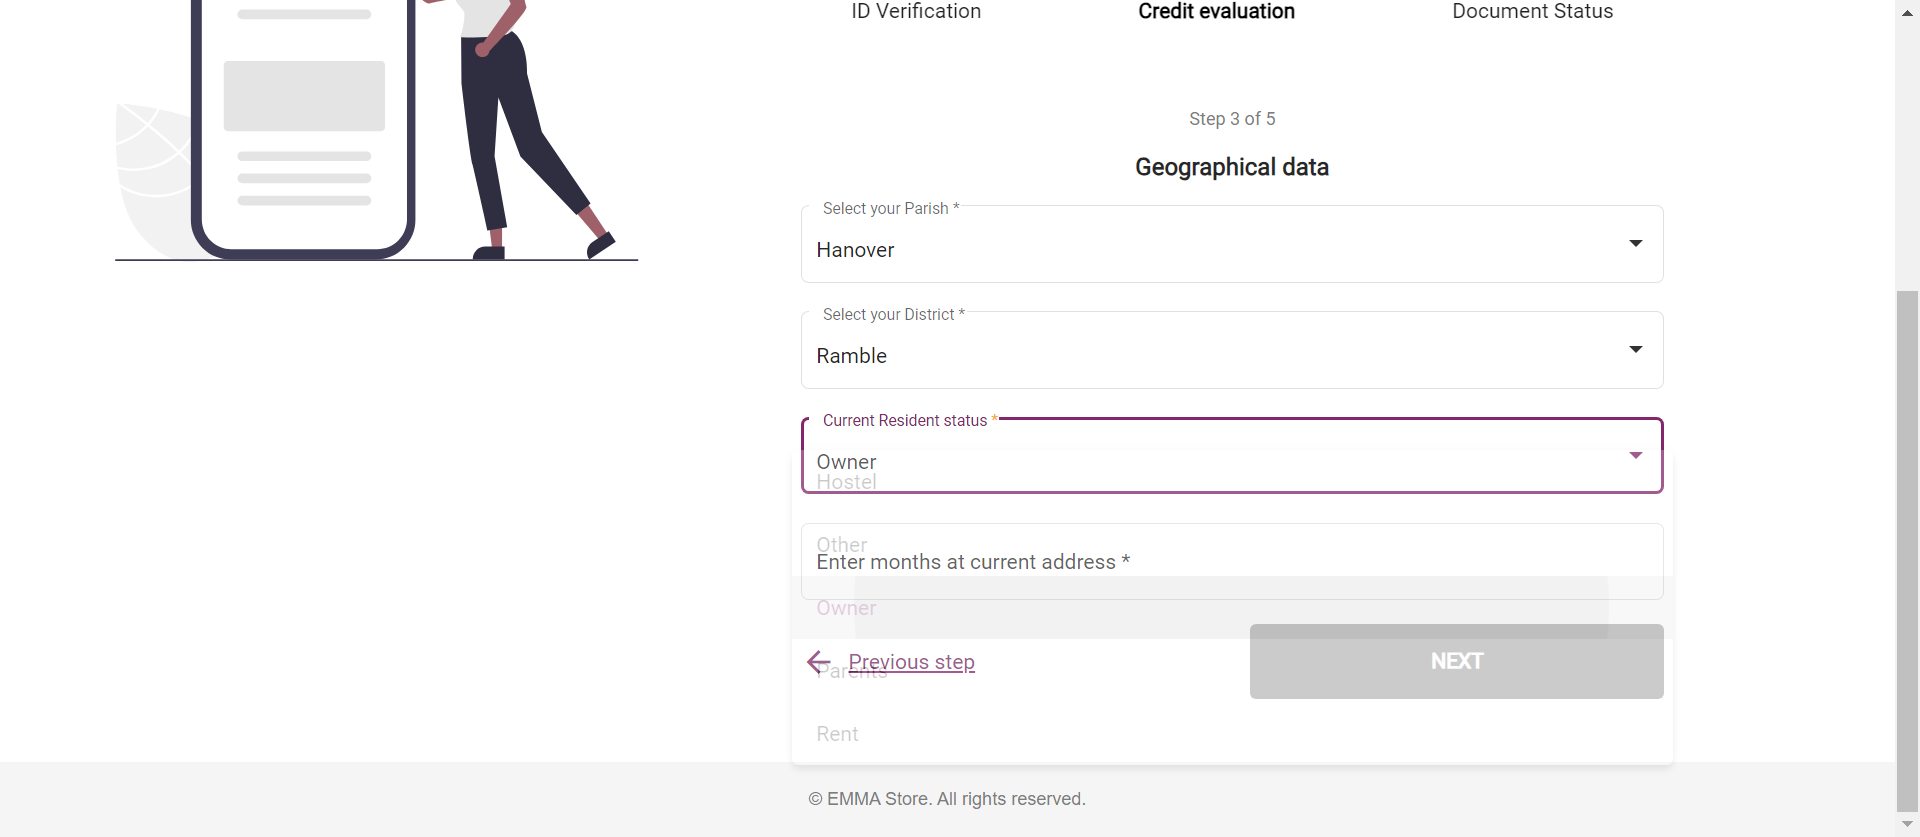 ID Verification
Credit evaluation
Document Status
Step 3 of 5
Geographical data
Select your Parish *
Hanover
Select your District *
Ramble
Current Resident status *
Owner
Hostel
Other
Enter months at current address *
Owner
Previous step
Parents
NEXT
Rent
© EMMA Store. All rights reserved.